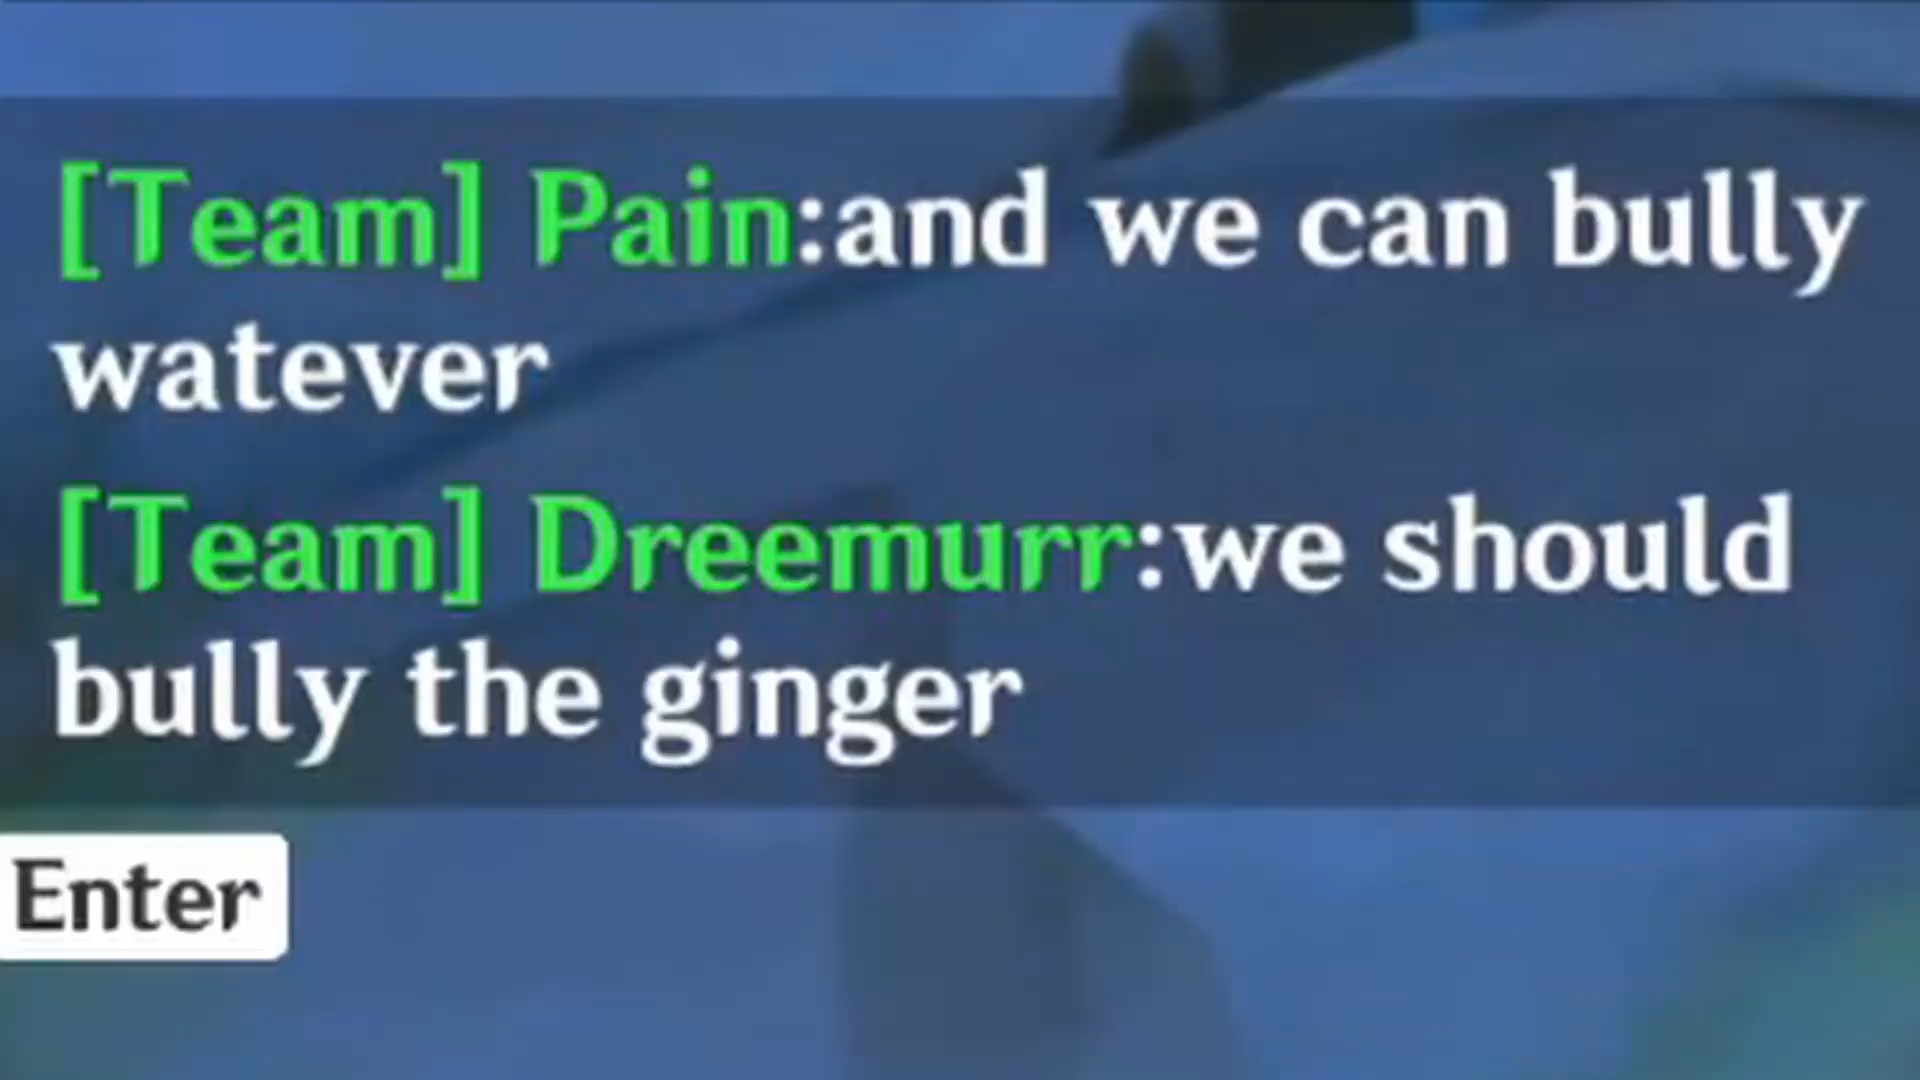 [Team] Pain:and we can bully
watever
[Team] Dreemurr:we should
bully the ginger
Enter